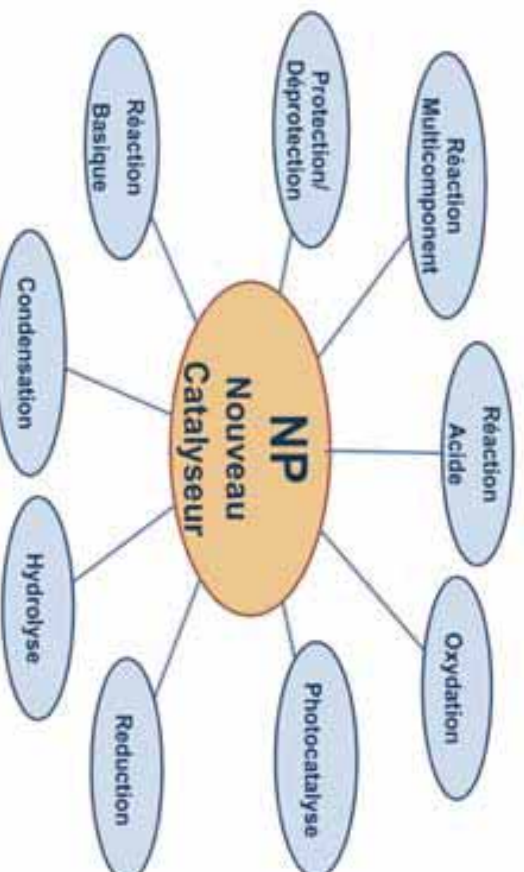 NP
Nouveau
Catalyseur
Réaction
Acide
Oxydation
Photocatalyse
Reduction
Hydrolyse
Condensation
Réaction
Basique
Protection/
Déprotection
Réaction
Multicomponent